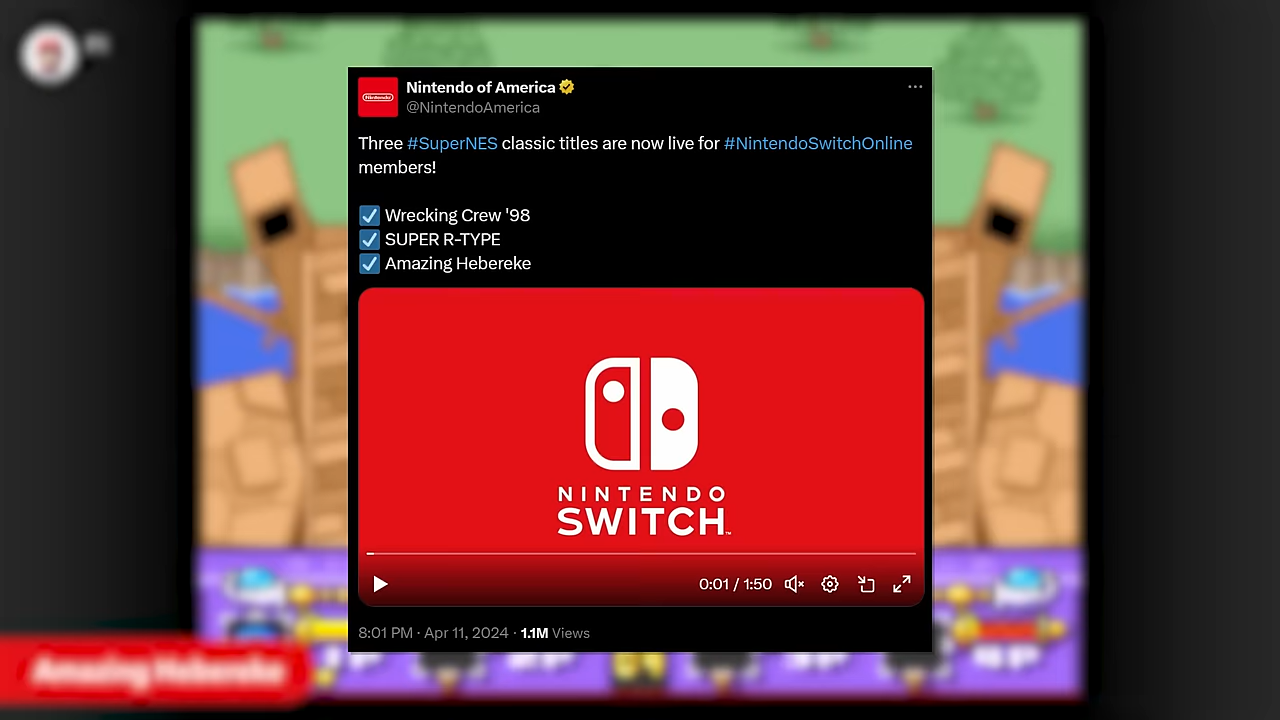 Nintendo of America
@NintendoAmerica
Three #SuperNES classic titles are now live for #NintendoSwitchOnline
members!
Wrecking Crew '98
SUPER R-TYPE
Amazing Hebereke
Nintendo
NINTENDO
SWITCH
0:01 / 1:50
8:01 PM · Apr 11, 2024 · 1.1M Views
Amazing Hebereke